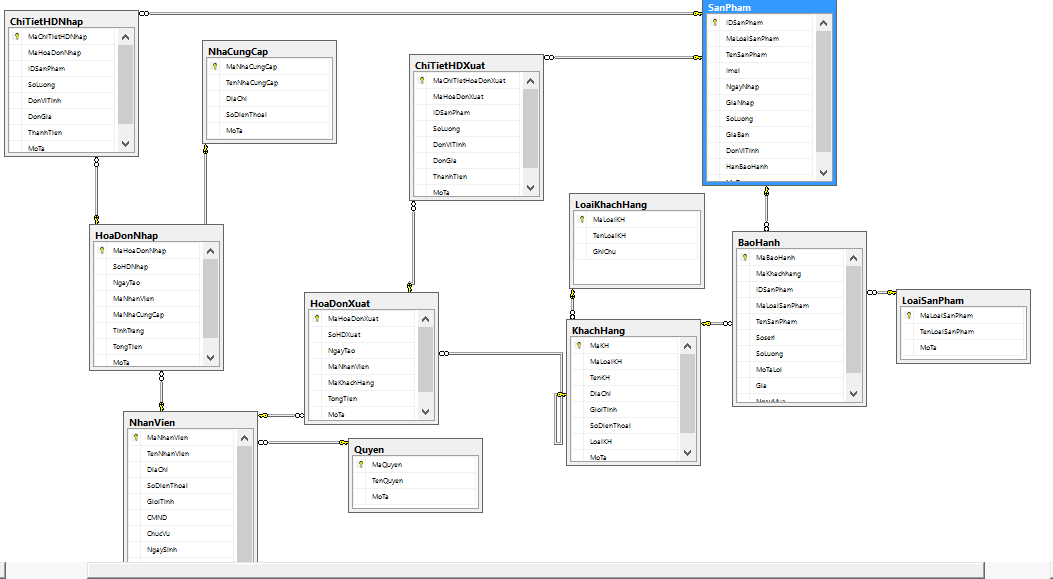 ChiTietHDNhap
MaChiTietHDNhap
MaHoaDonNhap
IDSanPham
SoLuong
DonViTinh
DonGia
ThanhTien
MoTa
NhaCungCap
MaNhaCungCap
TenNhaCungCap
DiaChi
SoDienThoai
MoTa
ChiTietHDXuat
MaChiTietHoaDonXuat
MaHoaDonXuat
IDSanPham
SoLuong
DonViTinh
DonGia
ThanhTien
MoTa
SanPham
IDSanPham
MaLoaiSanPham
TenSanPham
Imei
NgayNhap
GiaNhap
SoLuong
GiaBan
DonViTinh
HanBaoHanh
LoaiKhachHang
MaLoaiKH
TenLoaiKH
GhiChu
HoaDonNhap
MaHoaDonNhap
SoHDNhap
NgayTao
MaNhanVien
MaNhaCungCap
TinhTrang
TongTien
MoTa
BaoHanh
MaBaoHanh
MaKhachhang
IDSanPham
MaLoaiSanPham
TenSanPham
Soseri
SoLuong
MoTaLoi
Gia
NgayMua
LoaiSanPham
MaLoaiSanPham
TenLoaiSanPham
MoTa
HoaDonXuat
MaHoaDonXuat
SoHDXuat
NgayTao
MaNhanVien
MaKhachHang
TongTien
MoTa
KhachHang
MaKH
MaLoaiKH
TenKH
DiaChi
GioiTinh
SoDienThoai
LoaiKH
MoTa
NhanVien
MaNhanVien
TenNhanVien
DiaChi
SoDienThoai
GioiTinh
CMND
ChucVu
NgaySinh
Quyen
MaQuyen
TenQuyen
MoTa